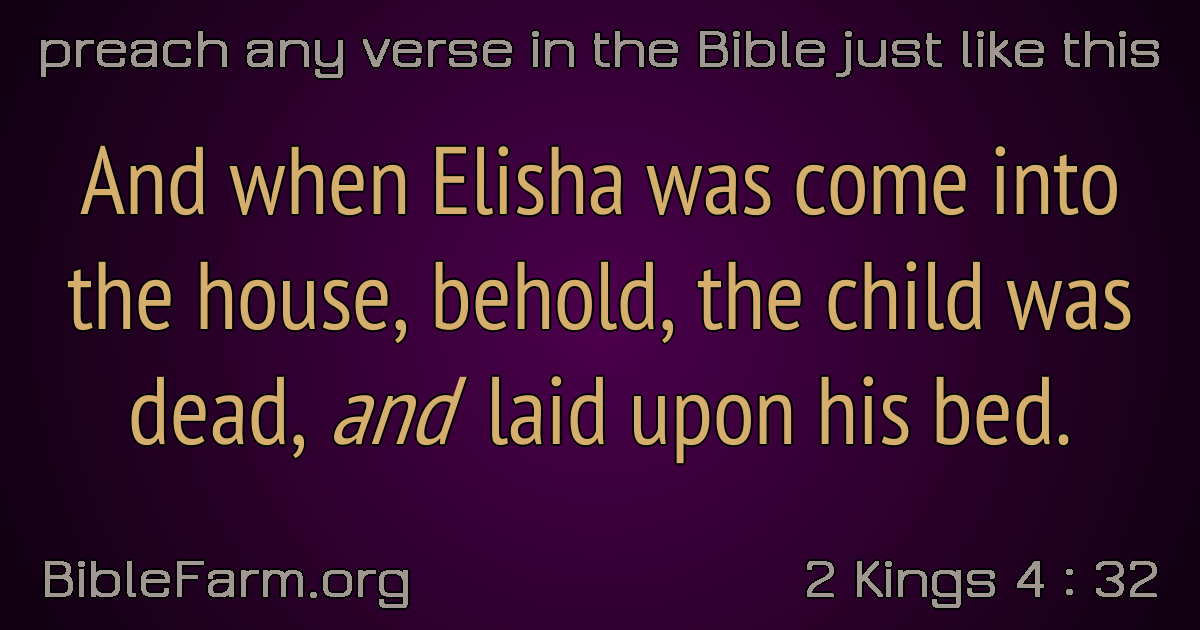 preach any verse in the Bible just like this
And when Elisha was come into
the house, behold, the child was
dead, and laid upon his bed.
BibleFarm.org
2 Kings 4 : 32